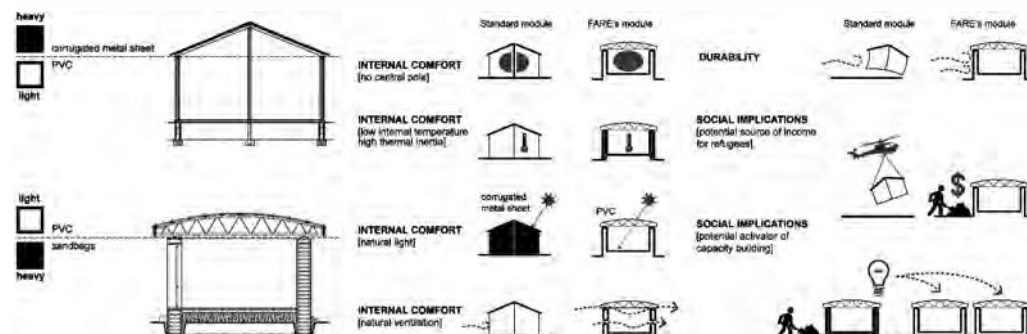 heavy
corrugated metal sheet
PVC
light
light
PVC
sandbags
heavy
Standard module
FARE's module
INTERNAL COMFORT
[no central pole]
INTERNAL COMFORT
[low internal temperature
high thermal inertia]
corrugated
metal sheet
PVC
INTERNAL COMFORT
[natural light]
INTERNAL COMFORT
[natural ventilation]
Standard module
FARE's module
DURABILITY
SOCIAL IMPLICATIONS
[potential source of income
for refugees]
$
SOCIAL IMPLICATIONS
[potential activator of
capacity building]